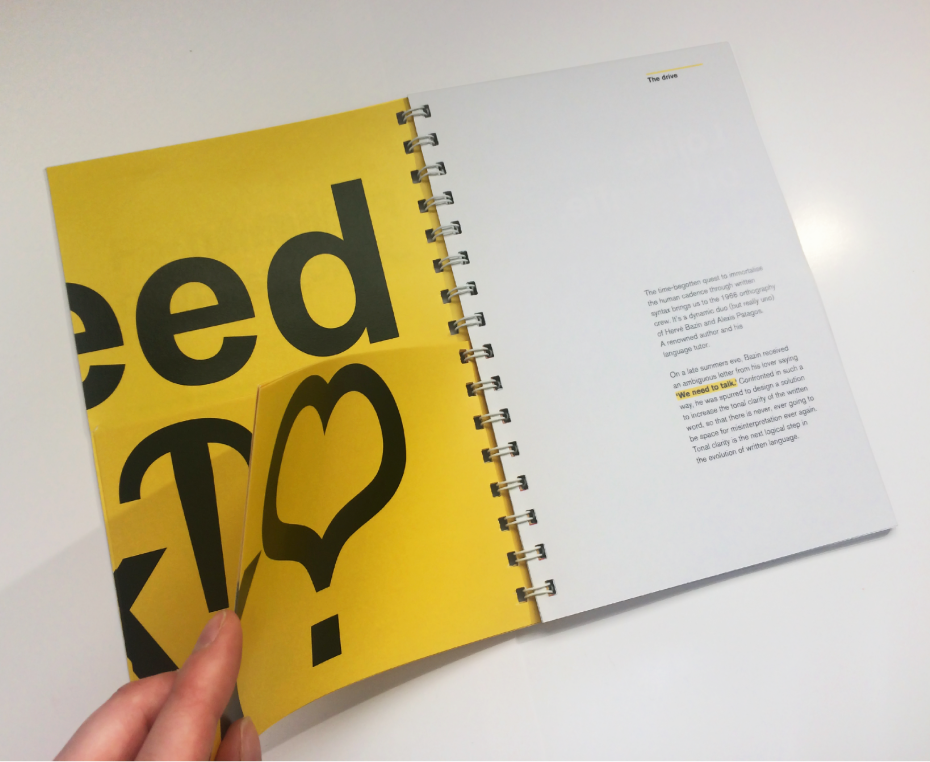 eed
k
The drive
The time-begotten quest to immortalise
the human cadence through written
syntax brings us to the 1966 orthography
crew. It's a dynamic duo (but really uno)
of Hervé Bazin and Alexis Patagos.
A renowned author and his
language tutor.
On a late summers eve, Bazin received
an ambiguous letter from his lover saying
'We need to talk.' Confronted in such a
way, he was spurred to design a solution
to increase the tonal clarity of the written
word, so that there is never, ever going to
be space for misinterpretation ever again.
Tonal clarity is the next logical step in
the evolution of written language.